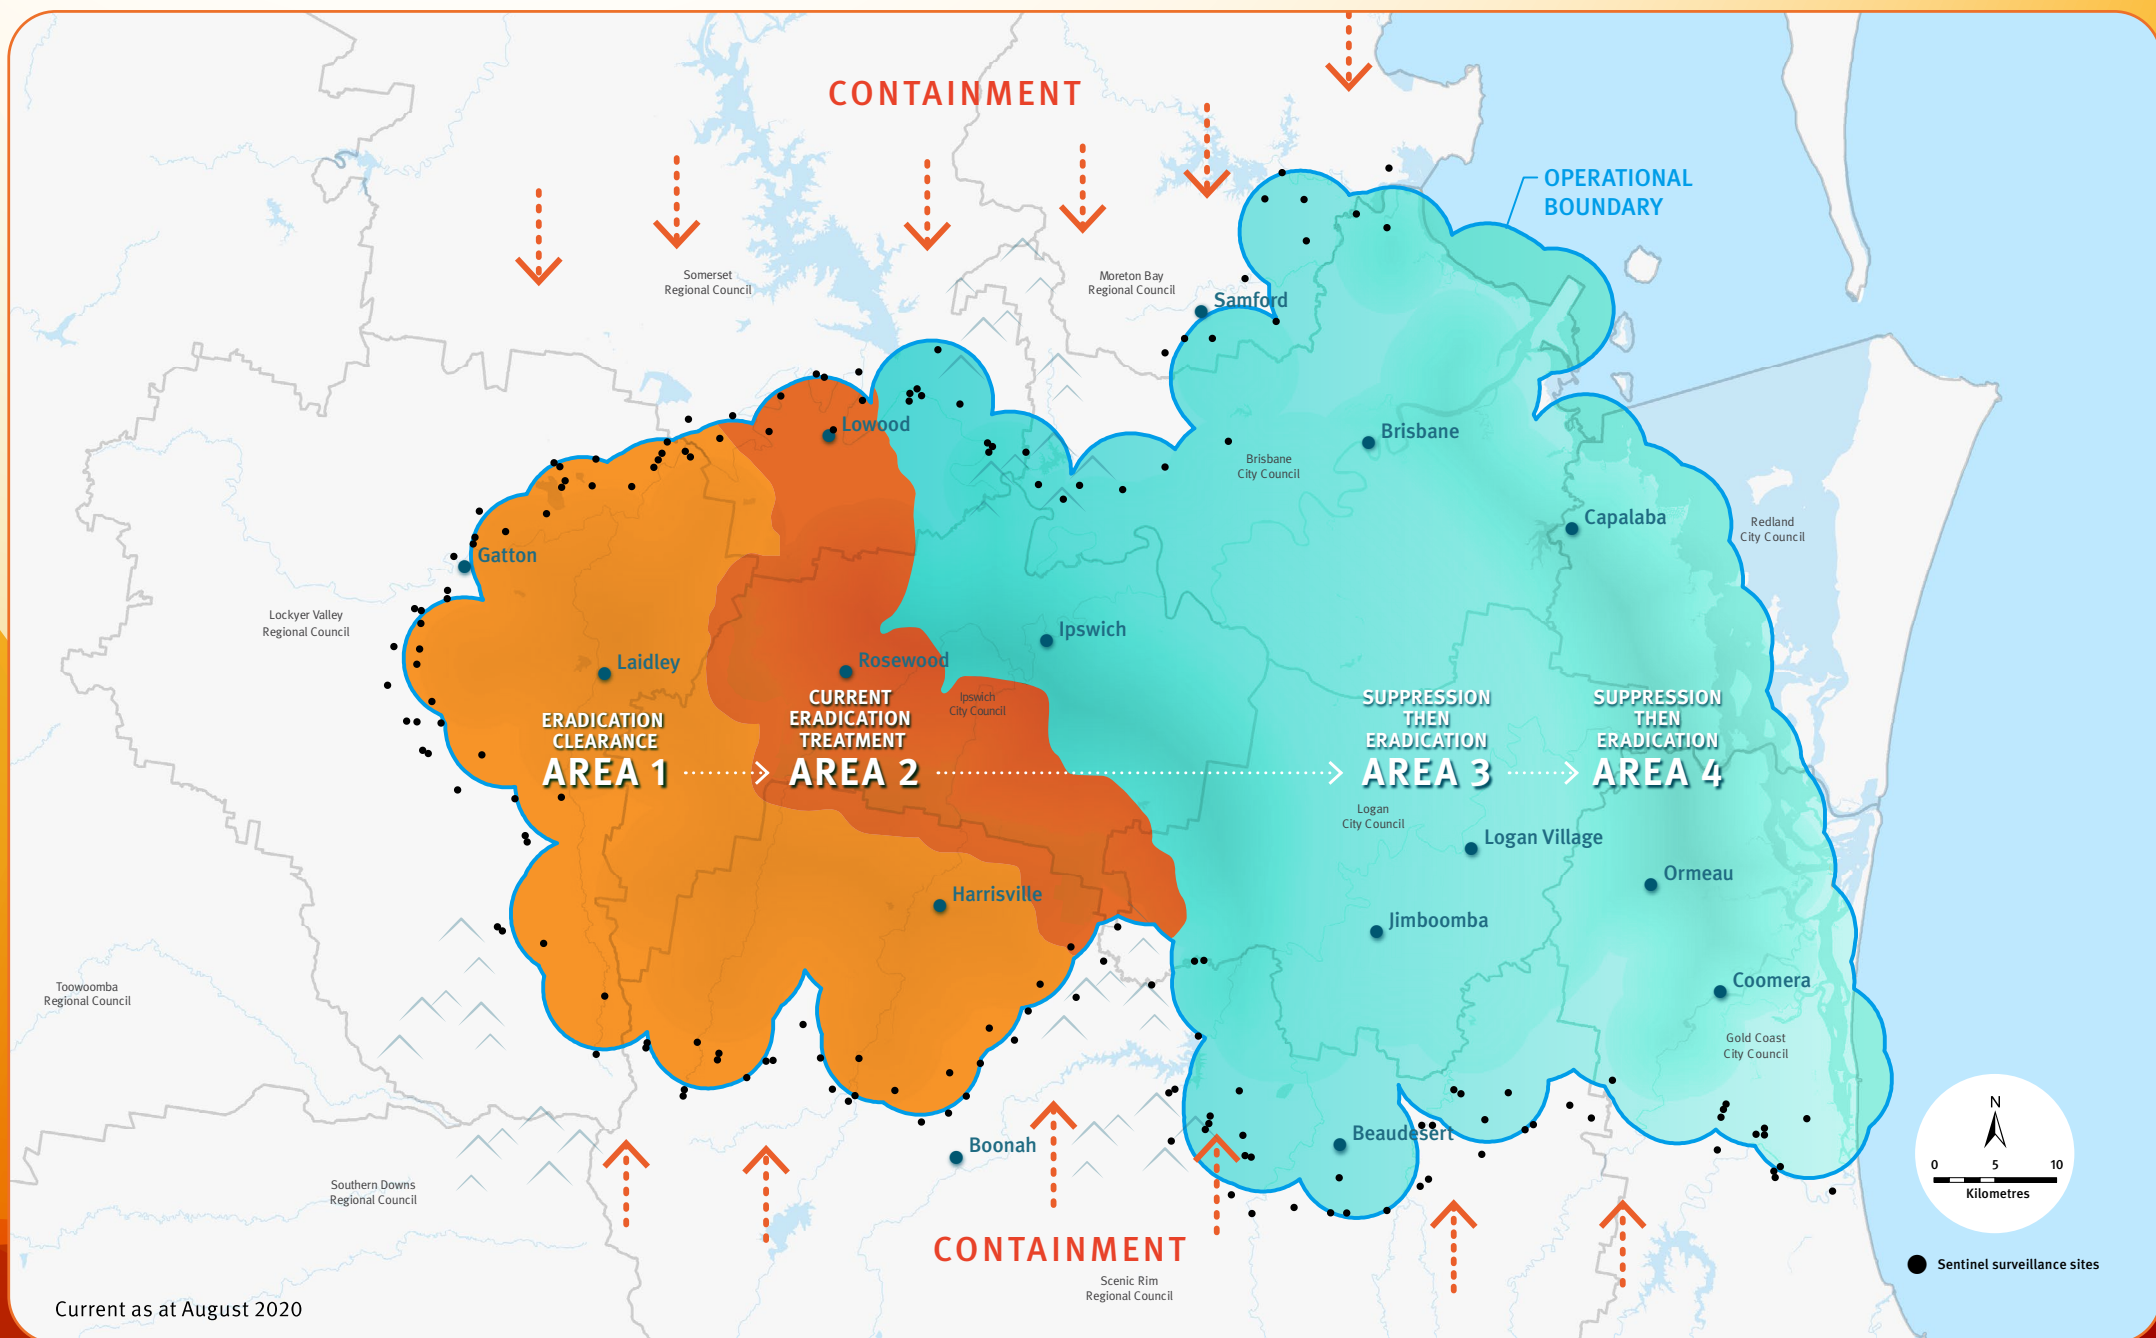 CONTAINMENT
OPERATIONAL
BOUNDARY
Somerset
Regional Council
Moreton Bay
Regional Council
Samford
Lowood
Brisbane
Brisbane
City Council
Capalaba
Redland
City Council
Gatton
Lockyer Valley
Regional Council
Ipswich
Laidley
Rosewood
Ipswich
City Council
ERADICATION
CLEARANCE
AREA 1
CURRENT
ERADICATION
TREATMENT
AREA 2
SUPPRESSION
THEN
ERADICATION
AREA 3
SUPPRESSION
THEN
ERADICATION
AREA 4
Logan
City Council
Logan Village
Ormeau
Harrisville
Jimboomba
Coomera
Toowoomba
Regional Council
Gold Coast
City Council
Boonah
Beaudesert
Southern Downs
Regional Council
N
0 5 10
Kilometres
CONTAINMENT
Sentinel surveillance sites
Scenic Rim
Regional Council
Current as at August 2020